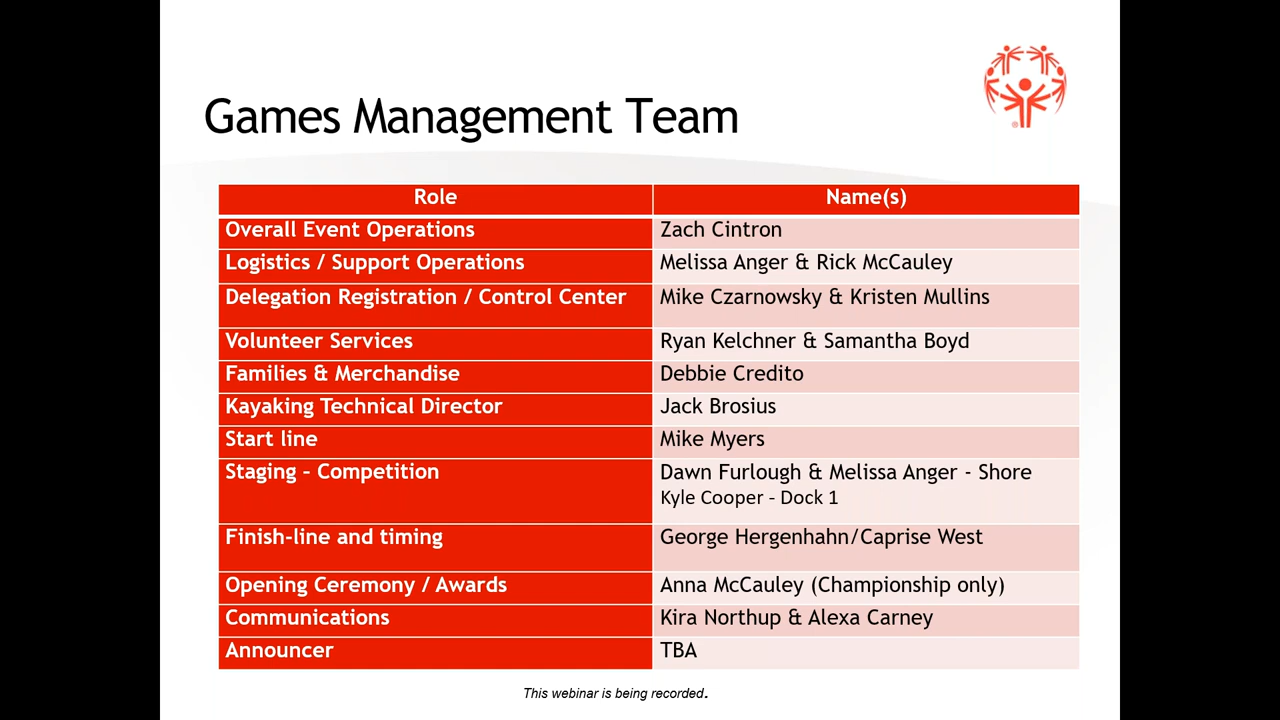 Games Management Team
®
Role Name(s)
Overall Event Operations Zach Cintron
Logistics / Support Operations Melissa Anger & Rick McCauley
Delegation Registration / Control Center Mike Czarnowsky & Kristen Mullins
Volunteer Services Ryan Kelchner & Samantha Boyd
Families & Merchandise Debbie Credito
Kayaking Technical Director Jack Brosius
Start line Mike Myers
Staging – Competition Dawn Furlough & Melissa Anger - Shore
Kyle Cooper – Dock 1
Finish-line and timing George Hergenhahn/Caprise West
Opening Ceremony / Awards Anna McCauley (Championship only)
Communications Kira Northup & Alexa Carney
Announcer TBA
This webinar is being recorded.